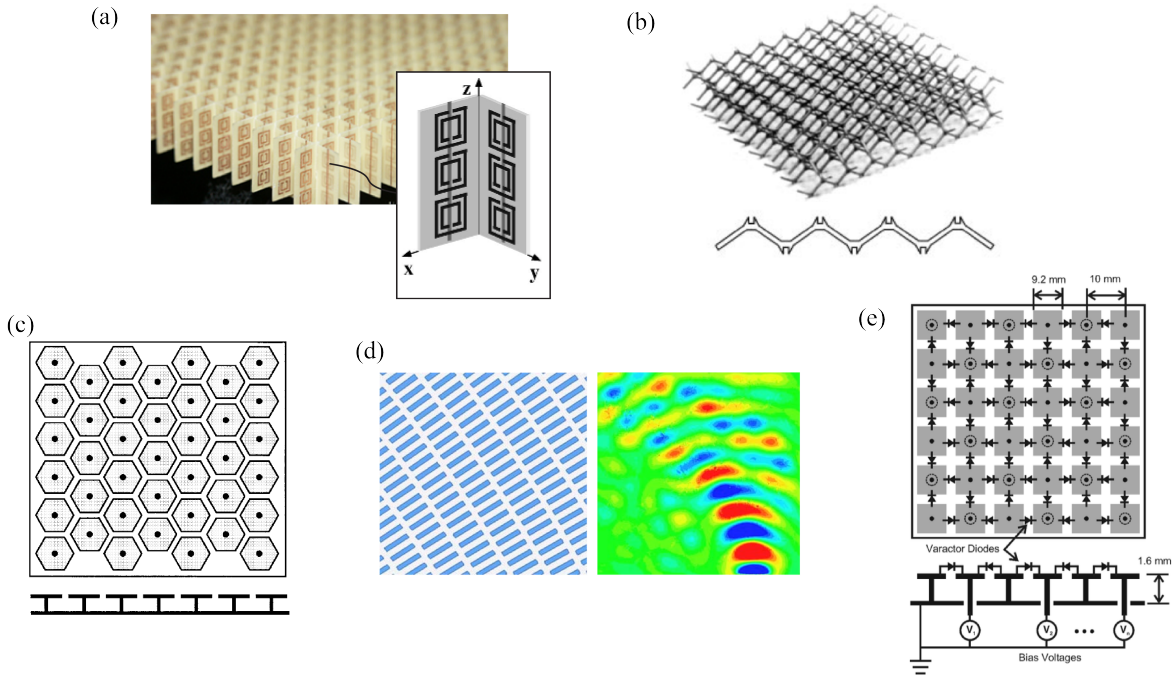 (a)
(b)
z
x
y
9.2 mm
10 mm
(c)
(d)
(e)
Varactor Diodes
1.6 mm
V₁
V₂
•••
Vₙ
Bias Voltages